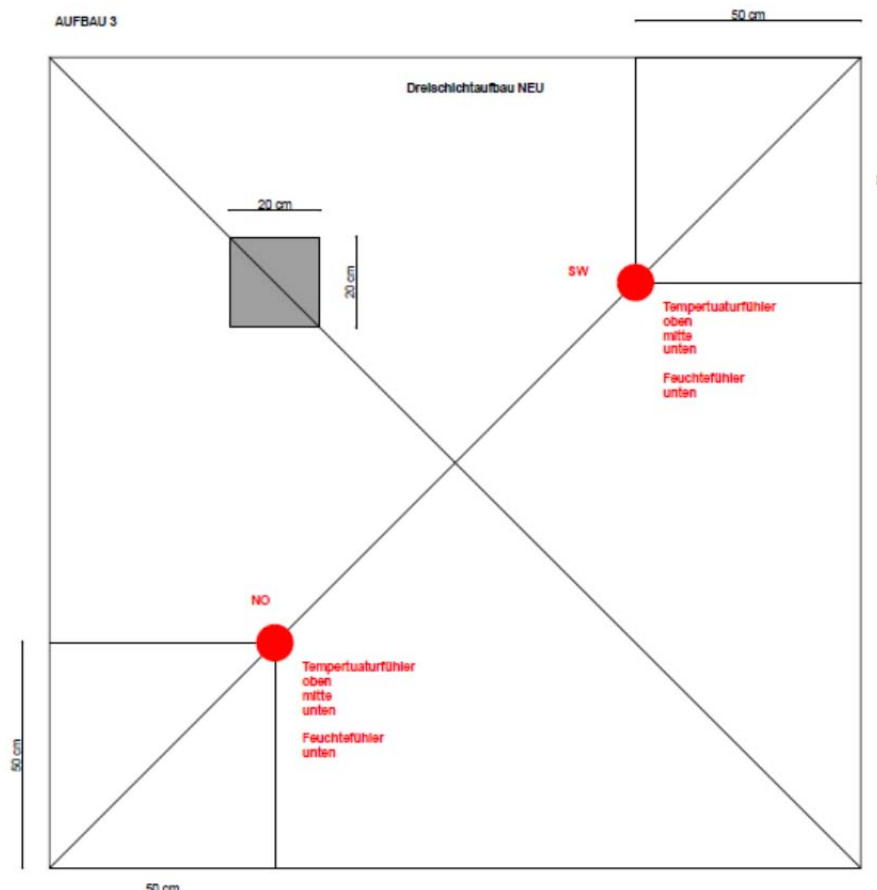 AUFBAU 3
50 cm
Dreischichtaufbau NEU
20 cm
20 cm
SW
Tempertuaturfühler
oben
mitte
unten
Feuchtefühler
unten
NO
Tempertuaturfühler
oben
mitte
unten
Feuchtefühler
unten
50 cm
50 cm